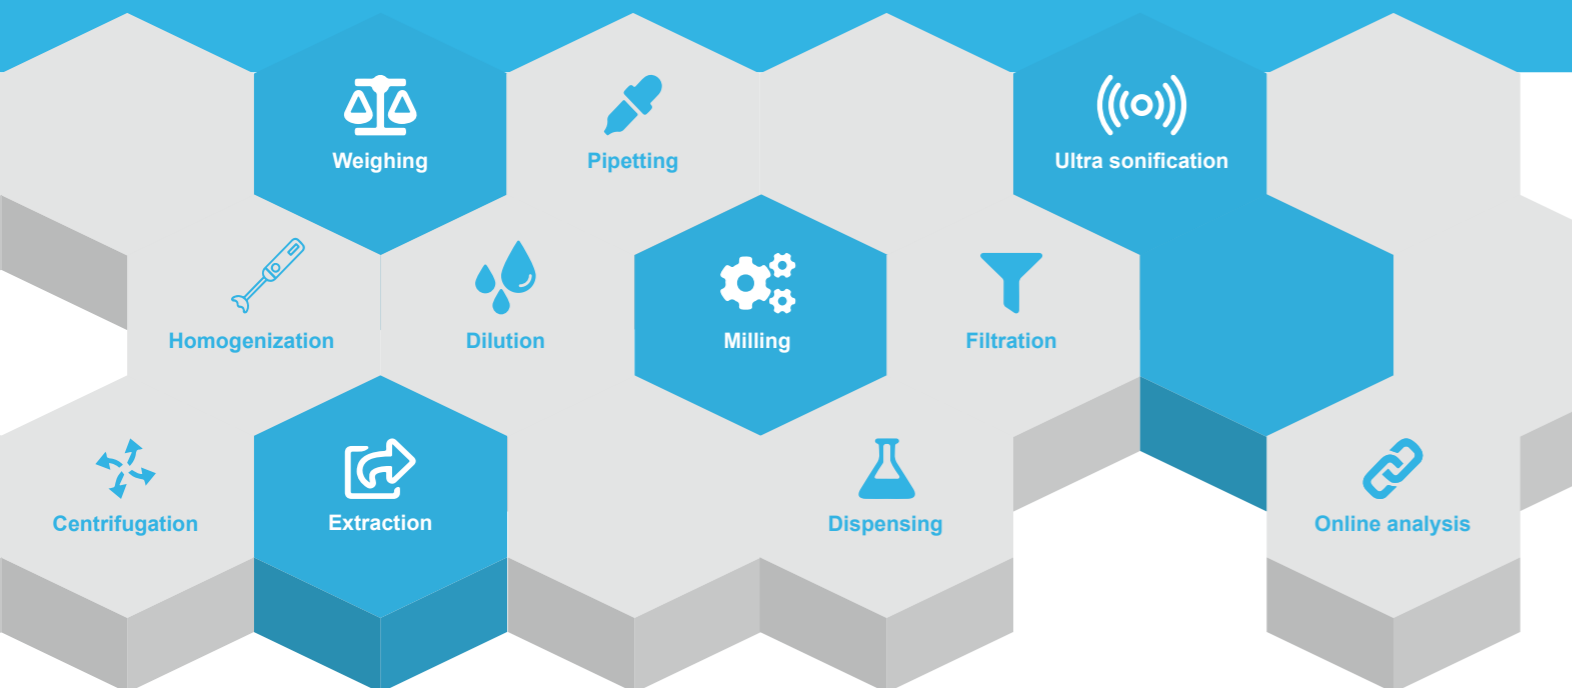 Weighing
Pipetting
Ultra sonification
Homogenization
Dilution
Milling
Filtration
Centrifugation
Extraction
Dispensing
Online analysis